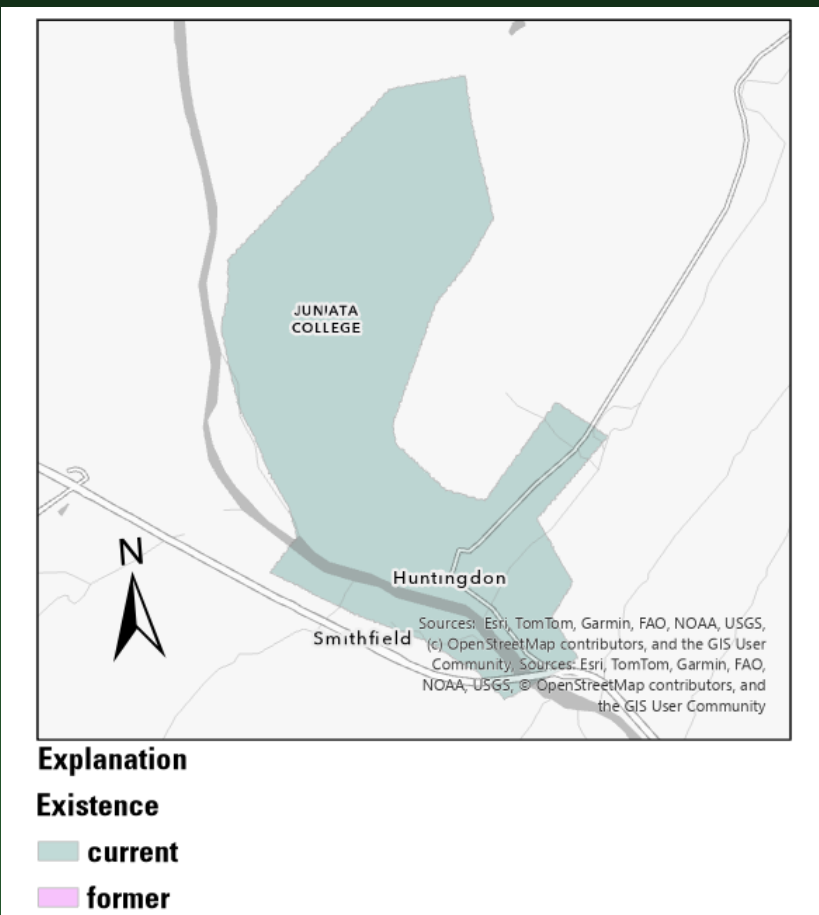 JUNIATA
COLLEGE
N
Huntingdon
Smithfield
Sources: Esri, TomTom, Garmin, FAO, NOAA, USGS,
(c) OpenStreetMap contributors, and the GIS User
Community, Sources: Esri, TomTom, Garmin, FAO,
NOAA, USGS, © OpenStreetMap contributors, and
the GIS User Community
Explanation
Existence
current
former